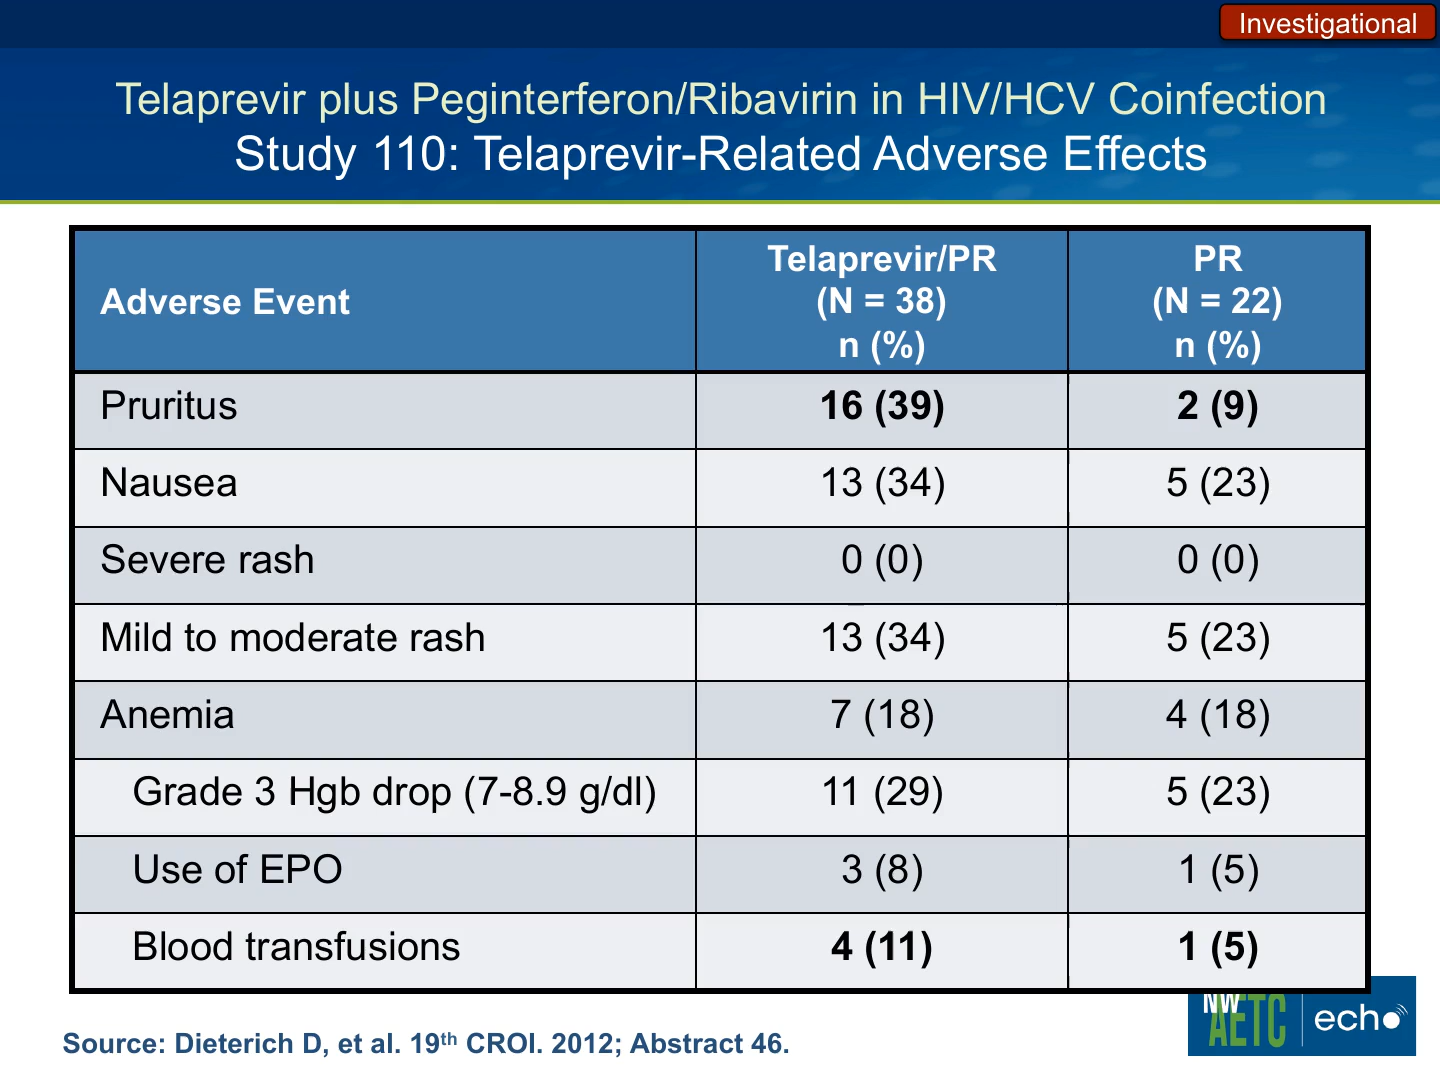 Investigational
Telaprevir plus Peginterferon/Ribavirin in HIV/HCV Coinfection
Study 110: Telaprevir-Related Adverse Effects
Adverse Event
Telaprevir/PR
(N = 38)
n (%)
PR
(N = 22)
n (%)
Pruritus 16 (39) 2 (9)
Nausea 13 (34) 5 (23)
Severe rash 0 (0) 0 (0)
Mild to moderate rash 13 (34) 5 (23)
Anemia 7 (18) 4 (18)
Grade 3 Hgb drop (7-8.9 g/dl) 11 (29) 5 (23)
Use of EPO 3 (8) 1 (5)
Blood transfusions 4 (11) 1 (5)
NW AETC echo
Source: Dieterich D, et al. 19th CROI. 2012; Abstract 46.